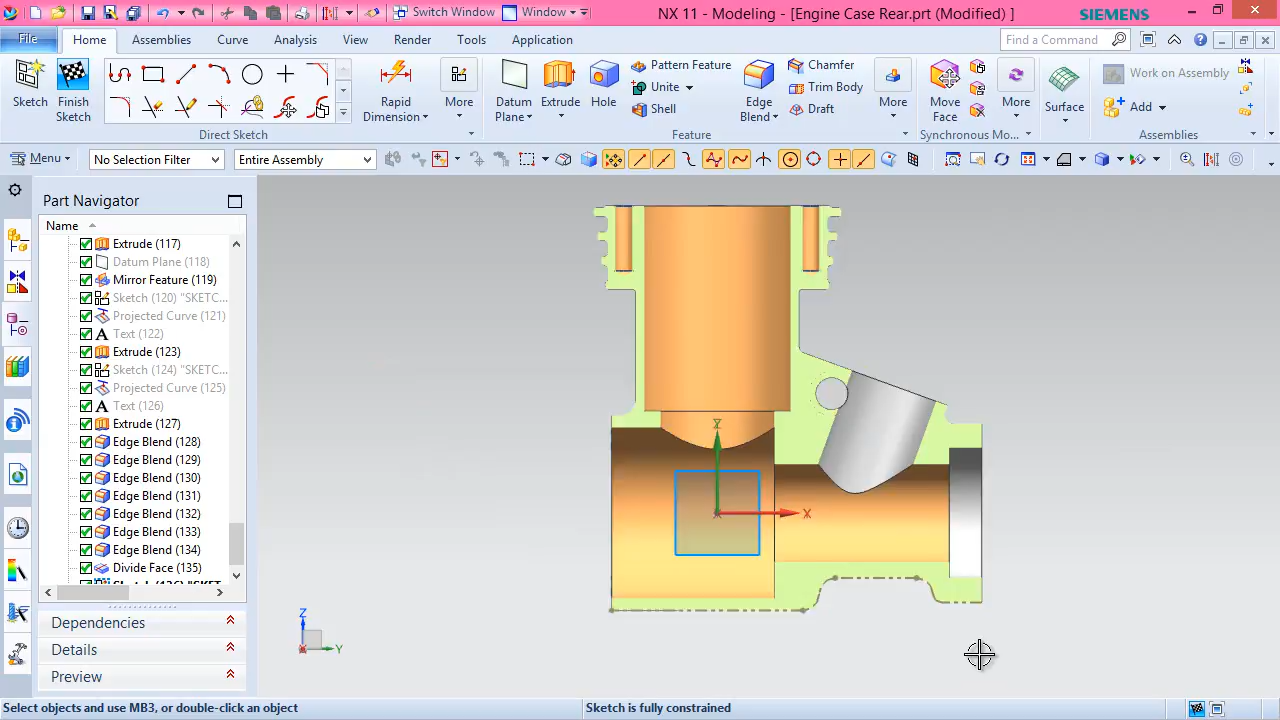 Switch Window
Window
NX 11 - Modeling - [Engine Case Rear.prt (Modified) ]
SIEMENS
File
Home
Assemblies
Curve
Analysis
View
Render
Tools
Application
Find a Command
Sketch
Finish
Sketch
Rapid
Dimension
More
Datum
Plane
Extrude
Hole
Pattern Feature
Unite
Shell
Edge
Blend
Chamfer
Trim Body
Draft
More
Move
Face
More
Surface
Work on Assembly
Add
Direct Sketch
Feature
Synchronous Mo...
Assemblies
Menu
No Selection Filter
Entire Assembly
Part Navigator
Name
Extrude (117)
Datum Plane (118)
Mirror Feature (119)
Sketch (120) "SKETC...
Projected Curve (121)
A Text (122)
Extrude (123)
Sketch (124) "SKETC...
Projected Curve (125)
A Text (126)
Extrude (127)
Edge Blend (128)
Edge Blend (129)
Edge Blend (130)
Edge Blend (131)
Edge Blend (132)
Edge Blend (133)
Edge Blend (134)
Divide Face (135)
Sketch (136) "SKET...
Dependencies
Details
Preview
Z
X
Z
Y
Select objects and use MB3, or double-click an object
Sketch is fully constrained